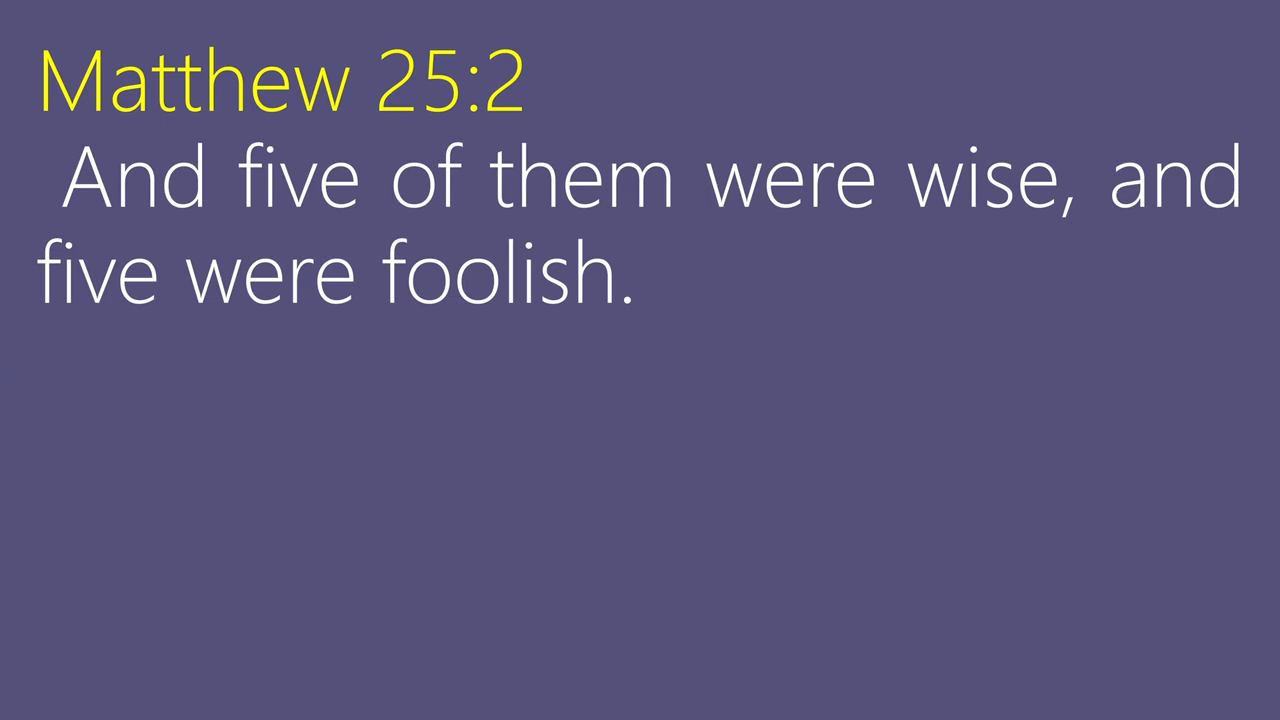 Matthew 25:2
And five of them were wise, and
five were foolish.